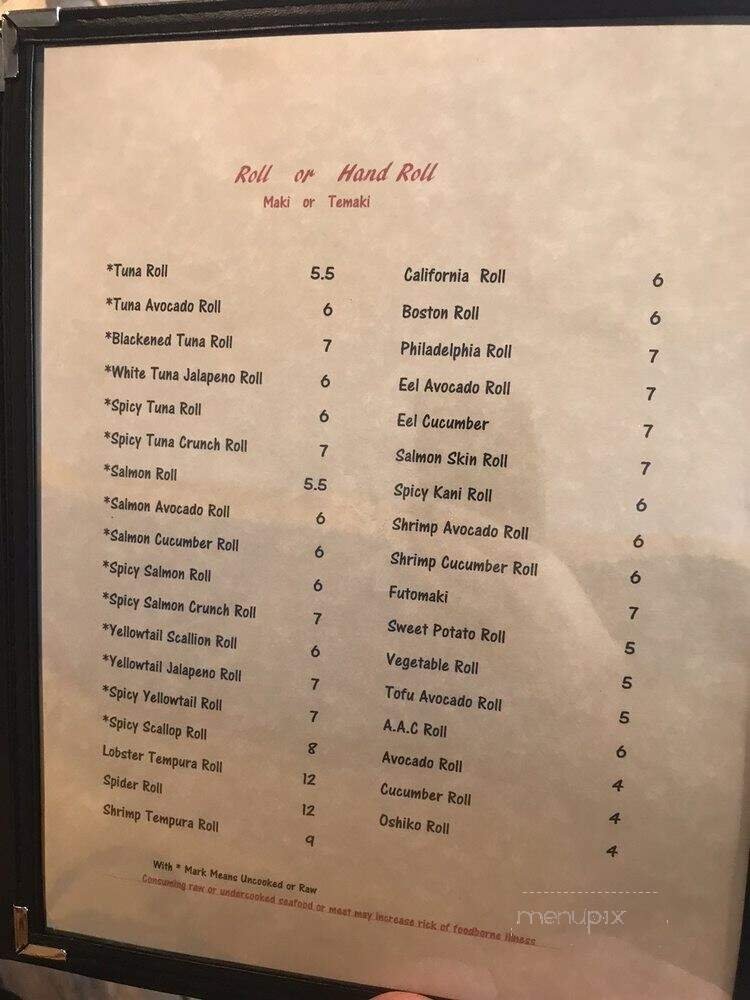 Roll or Hand Roll
Maki or Temaki
*Tuna Roll 5.5
*Tuna Avocado Roll 6
*Blackened Tuna Roll 7
*White Tuna Jalapeno Roll 6
*Spicy Tuna Roll 6
*Spicy Tuna Crunch Roll 7
*Salmon Roll 5.5
*Salmon Avocado Roll 6
*Salmon Cucumber Roll 6
*Spicy Salmon Roll 6
*Spicy Salmon Crunch Roll 7
*Yellowtail Scallion Roll 6
*Yellowtail Jalapeno Roll 7
*Spicy Yellowtail Roll 7
*Spicy Scallop Roll 8
Lobster Tempura Roll 12
Spider Roll 12
Shrimp Tempura Roll 9
California Roll 6
Boston Roll 6
Philadelphia Roll 7
Eel Avocado Roll 7
Eel Cucumber 7
Salmon Skin Roll 7
Spicy Kani Roll 6
Shrimp Avocado Roll 6
Shrimp Cucumber Roll 6
Futomaki 7
Sweet Potato Roll 5
Vegetable Roll 5
Tofu Avocado Roll 5
A.A.C Roll 6
Avocado Roll 4
Cucumber Roll 4
Oshiko Roll 4
With * Mark Means Uncooked or Raw
Consuming raw or undercooked seafood or meat may increase rick of foodborne illness
menupix